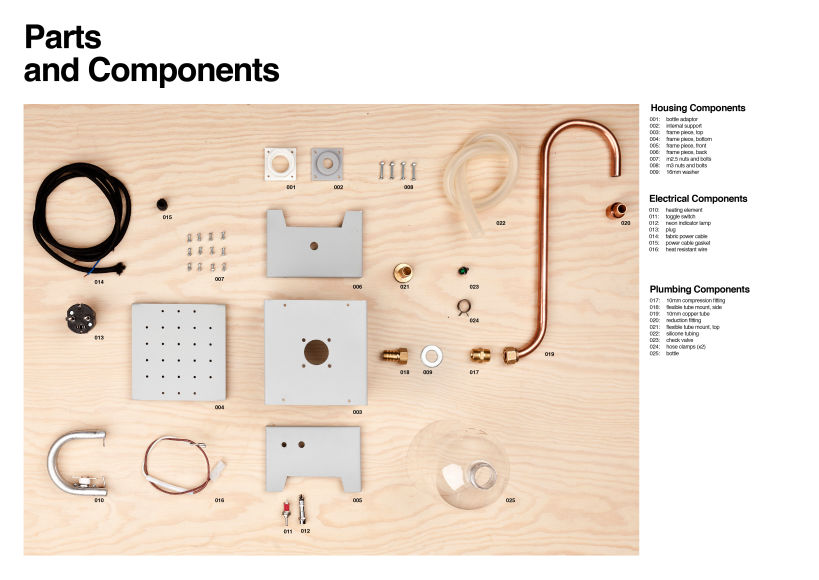 Parts
and Components
Housing Components
001: bottle adaptor
002: internal support
003: frame piece, top
004: frame piece, bottom
005: frame piece, front
006: frame piece, back
007: m2.5 nuts and bolts
008: m3 nuts and bolts
009: 16mm washer
Electrical Components
010: heating element
011: toggle switch
012: neon indicator lamp
013: plug
014: fabric power cable
015: power cable gasket
016: heat resistant wire
Plumbing Components
017: 10mm compression fitting
018: flexible tube mount, side
019: 10mm copper tube
020: reduction fitting
021: flexible tube mount, top
022: silicone tubing
023: check valve
024: hose clamps (x2)
025: bottle
001
002
008
015
022
020
007
006
014
021
023
024
013
018
009
017
019
004
003
010
016
005
025
011
012